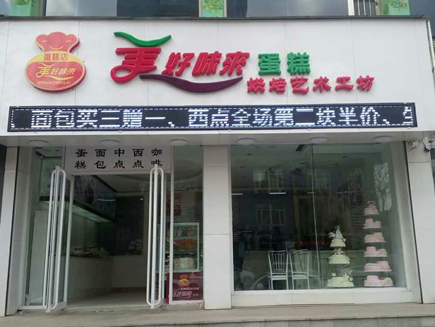 蛋糕店
好味来
好味来 蛋糕
烘焙艺术工坊
面包买三赠一、西点全场第二块半价、生
蛋面中西咖
糕包点点啡